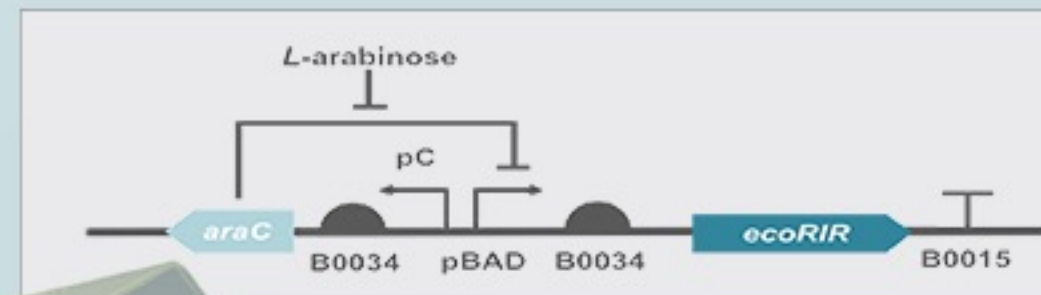 L-arabinose
pC
araC
ecoRIR
B0034
pBAD
B0034
B0015